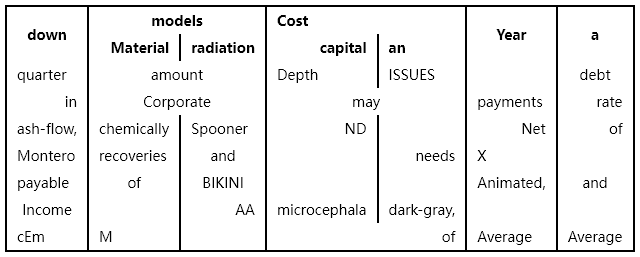 down models Cost Year a
Material radiation capital an
quarter amount Depth ISSUES debt
in Corporate may payments rate
ash-flow, chemically Spooner ND Net of
Montero recoveries and needs X
payable of BIKINI Animated, and
Income AA microcephala dark-gray,
cEm M of Average Average